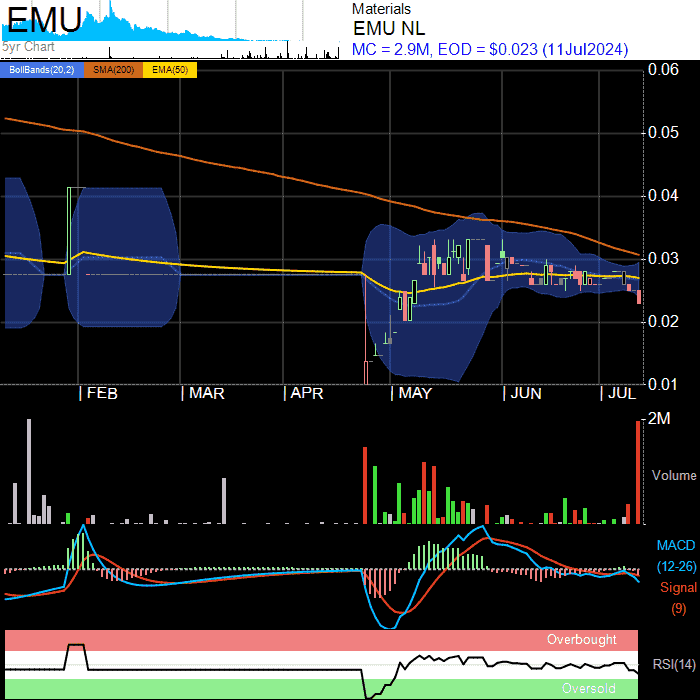 EMU
5yr Chart
Materials
EMU NL
MC = 2.9M, EOD = $0.023 (11Jul2024)
BollBands(20,2) SMA(200) EMA(50)
0.06
0.05
0.04
0.03
0.02
0.01
FEB MAR APR MAY JUN JUL
2M
Volume
MACD
(12-26)
Signal
(9)
Overbought
RSI(14)
Oversold